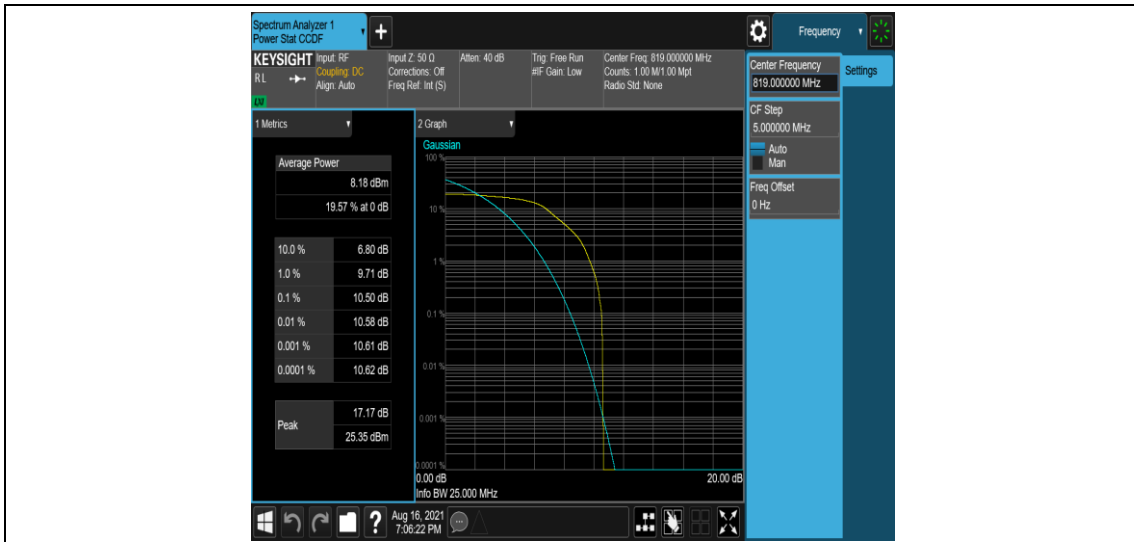 Spectrum Analyzer 1
Power Stat CCDF
+
Frequency
KEYSIGHT
RL
LM
Input: RF
Coupling: DC
Align: Auto
Input Z: 50 Ω
Corrections: Off
Freq Ref: Int (S)
Atten: 40 dB
Trig: Free Run
#IF Gain: Low
Center Freq: 819.000000 MHz
Counts: 1.00 M/1.00 Mpt
Radio Std: None
Center Frequency
819.000000 MHz
Settings
CF Step
5.000000 MHz
Auto
Man
Freq Offset
0 Hz
1 Metrics
Average Power
8.18 dBm
19.57 % at 0 dB
10.0 % 6.80 dB
1.0 % 9.71 dB
0.1 % 10.50 dB
0.01 % 10.58 dB
0.001 % 10.61 dB
0.0001 % 10.62 dB
Peak
17.17 dB
25.35 dBm
2 Graph
Gaussian
100 %
10 %
1 %
0.1 %
0.01 %
0.001 %
0.0001 %
0.00 dB 20.00 dB
Info BW 25.000 MHz
?
Aug 16, 2021
7:06:22 PM